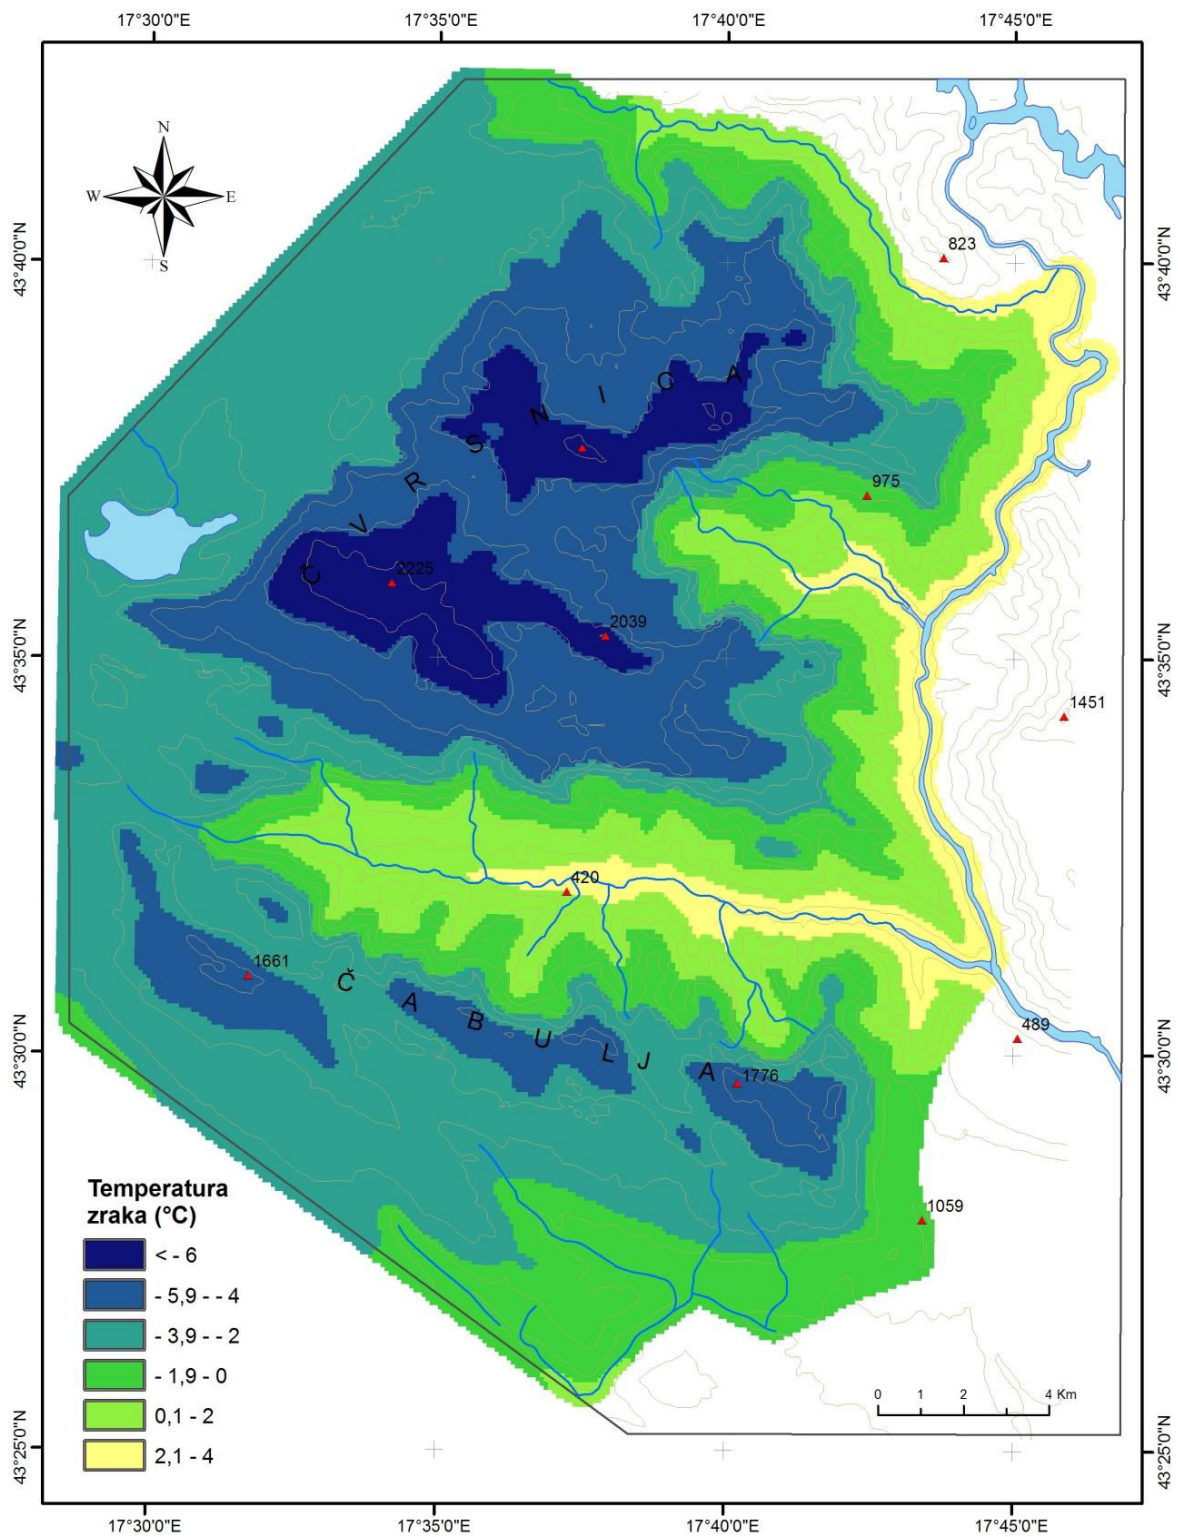 17°30'0"E
17°35'0"E
17°40'0"E
17°45'0"E
N
W
E
S
43°40'0"N
43°40'0"N
823
ČVRSNICA
975
2225
2039
43°35'0"N
43°35'0"N
1451
420
1661
ČABULJA
489
43°30'0"N
43°30'0"N
1776
1059
Temperatura
zraka (°C)
< - 6
- 5,9 - - 4
- 3,9 - - 2
- 1,9 - 0
0,1 - 2
2,1 - 4
0 1 2 4 Km
43°25'0"N
43°25'0"N
17°30'0"E
17°35'0"E
17°40'0"E
17°45'0"E